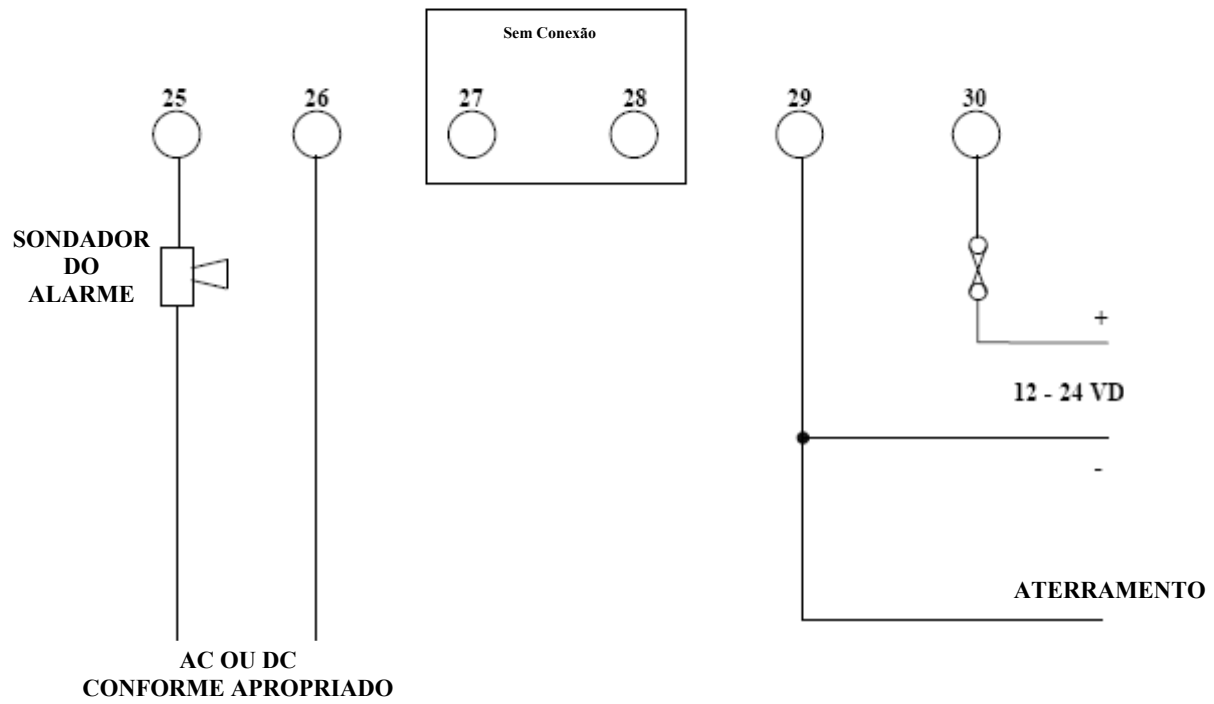 Sem Conexão
25
26
27
28
29
30
SONDADOR
DO
ALARME
+
12 - 24 VD
-
ATERRAMENTO
AC OU DC
CONFORME APROPRIADO